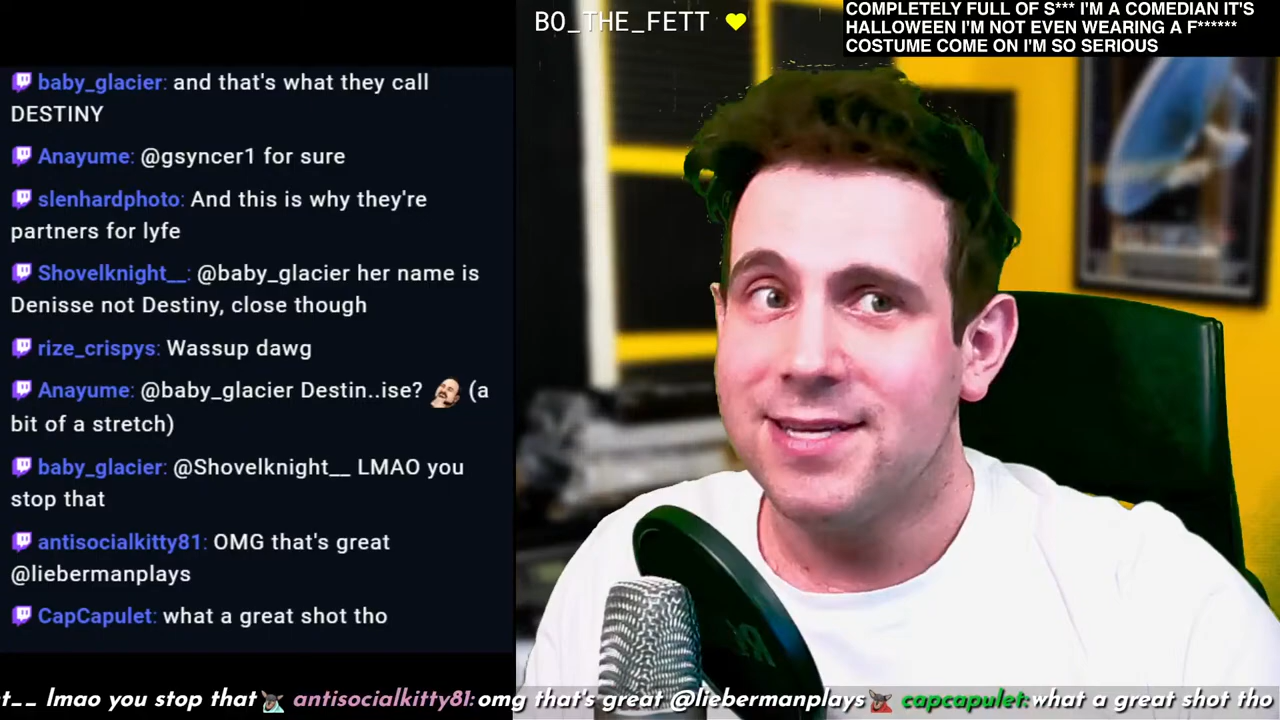 BO_THE_FETT
COMPLETELY FULL OF S*** I'M A COMEDIAN IT'S
HALLOWEEN I'M NOT EVEN WEARING A F******
COSTUME COME ON I'M SO SERIOUS
baby_glacier: and that's what they call
DESTINY
Anayume: @gsyncer1 for sure
slenhardphoto: And this is why they're
partners for lyfe
Shovelknight__: @baby_glacier her name is
Denisse not Destiny, close though
rize_crispys: Wassup dawg
Anayume: @baby_glacier Destin..ise? (a
bit of a stretch)
baby_glacier: @Shovelknight__ LMAO you
stop that
antisocialkitty81: OMG that's great
@liebermanplays
CapCapulet: what a great shot tho
t__ lmao you stop that antisocialkitty81: omg that's great @liebermanplays capcapulet: what a great shot tho